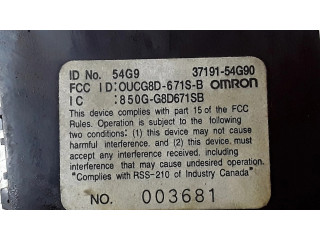 ID No. 54G9 37191-54G90
FCC ID:OUCG8D-671S-B OMRON
IC :850G-G8D671SB
This device complies with part 15 of the FCC
Rules. Operation is subject to the following
two conditions: (1) this device may not cause
harmful interference, and (2) this device must
accept any interference received, including
interference that may cause undesired operation.
"Complies with RSS-210 of Industry Canada"
NO. 003681